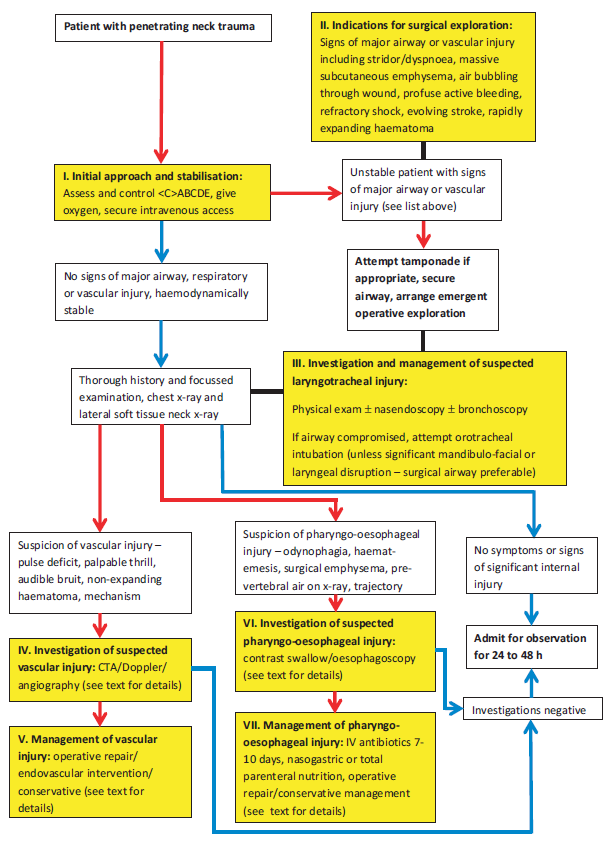 Patient with penetrating neck trauma
II. Indications for surgical exploration:
Signs of major airway or vascular injury
including stridor/dyspnoea, massive
subcutaneous emphysema, air bubbling
through wound, profuse active bleeding,
refractory shock, evolving stroke, rapidly
expanding haematoma
I. Initial approach and stabilisation:
Assess and control <C>ABCDE, give
oxygen, secure intravenous access
Unstable patient with signs
of major airway or vascular
injury (see list above)
No signs of major airway, respiratory
or vascular injury, haemodynamically
stable
Attempt tamponade if
appropriate, secure
airway, arrange emergent
operative exploration
Thorough history and focussed
examination, chest x-ray and
lateral soft tissue neck x-ray
III. Investigation and management of suspected
laryngotracheal injury:
Physical exam ± nasendoscopy ± bronchoscopy
If airway compromised, attempt orotracheal
intubation (unless significant mandibulo-facial or
laryngeal disruption – surgical airway preferable)
Suspicion of vascular injury –
pulse deficit, palpable thrill,
audible bruit, non-expanding
haematoma, mechanism
Suspicion of pharyngo-oesophageal
injury – odynophagia, haemat-
emesis, surgical emphysema, pre-
vertebral air on x-ray, trajectory
No symptoms or signs
of significant internal
injury
IV. Investigation of suspected
vascular injury: CTA/Doppler/
angiography (see text for details)
VI. Investigation of suspected
pharyngo-oesophageal injury:
contrast swallow/oesophagoscopy
(see text for details)
Admit for observation
for 24 to 48 h
Investigations negative
V. Management of vascular
injury: operative repair/
endovascular intervention/
conservative (see text for
details)
VII. Management of pharyngo-
oesophageal injury: IV antibiotics 7-
10 days, nasogastric or total
parenteral nutrition, operative
repair/conservative management
(see text for details)